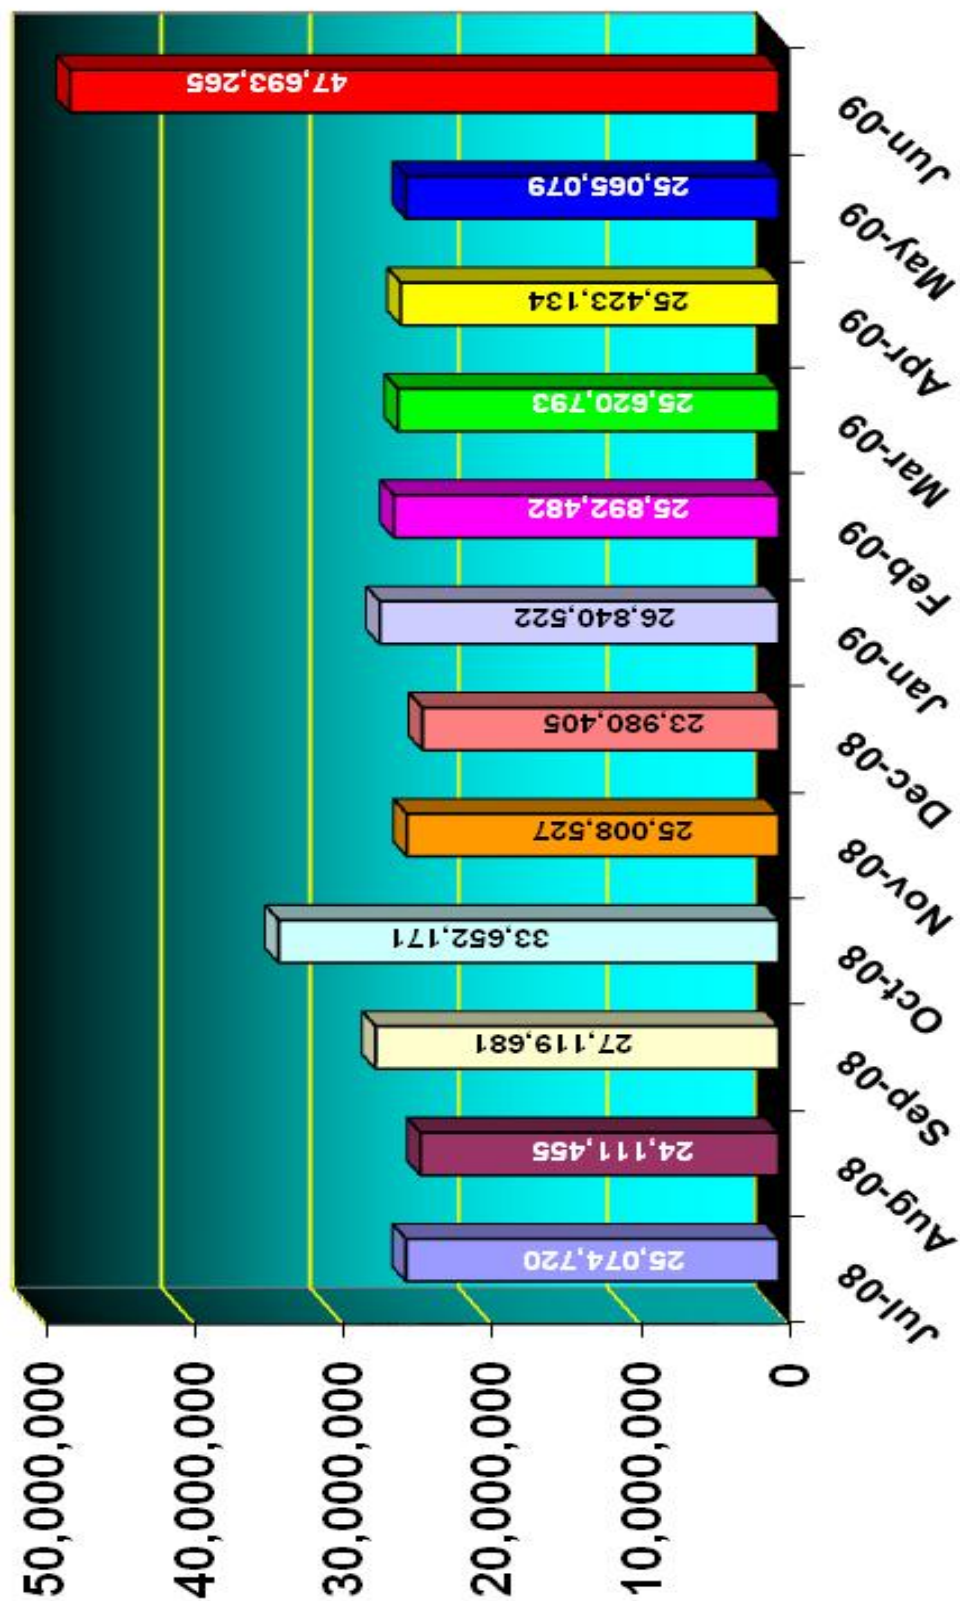 50,000,000
40,000,000
30,000,000
20,000,000
10,000,000
0
25,074,720
24,111,455
27,119,681
33,652,171
25,008,527
23,980,405
26,840,522
25,892,482
25,620,793
25,423,134
25,065,079
47,693,265
Jul-08
Aug-08
Sep-08
Oct-08
Nov-08
Dec-08
Jan-09
Feb-09
Mar-09
Apr-09
May-09
Jun-09